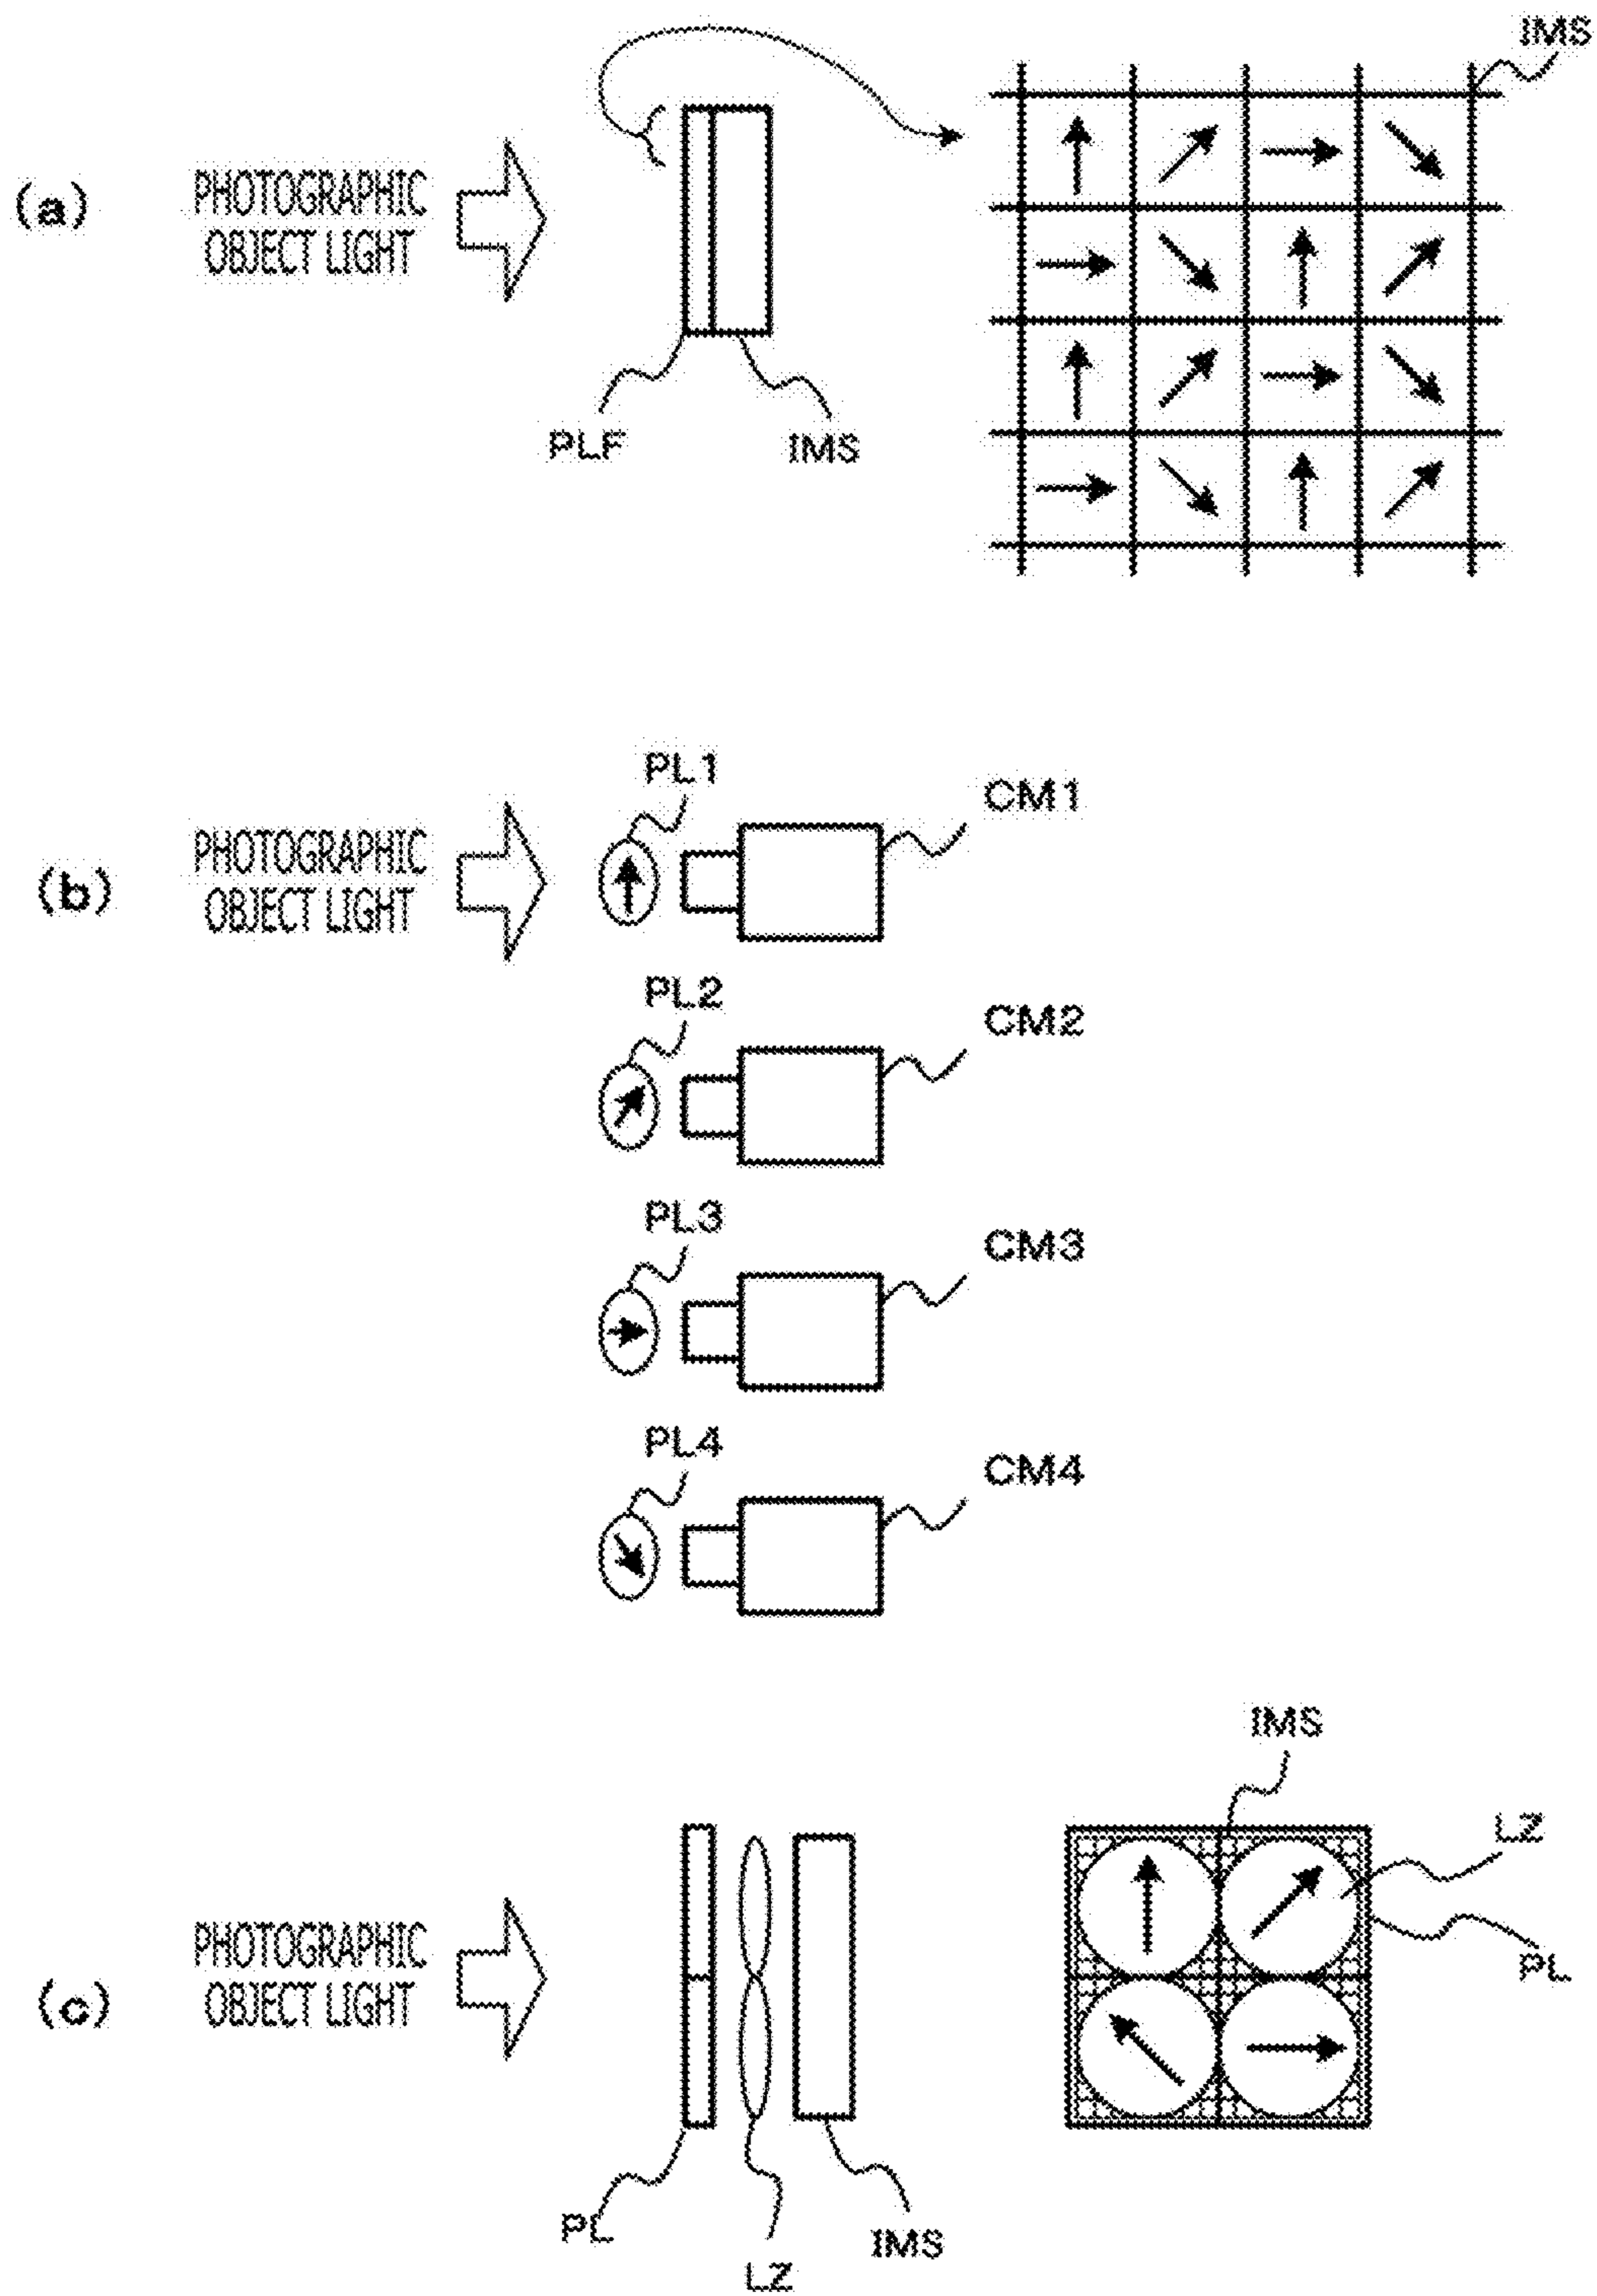 IMS
(a)
PHOTOGRAPHIC
OBJECT LIGHT
PLF
IMS
PL1
CM1
(b)
PHOTOGRAPHIC
OBJECT LIGHT
PL2
CM2
PL3
CM3
PL4
CM4
IMS
LZ
(c)
PHOTOGRAPHIC
OBJECT LIGHT
PL
PL
LZ
IMS